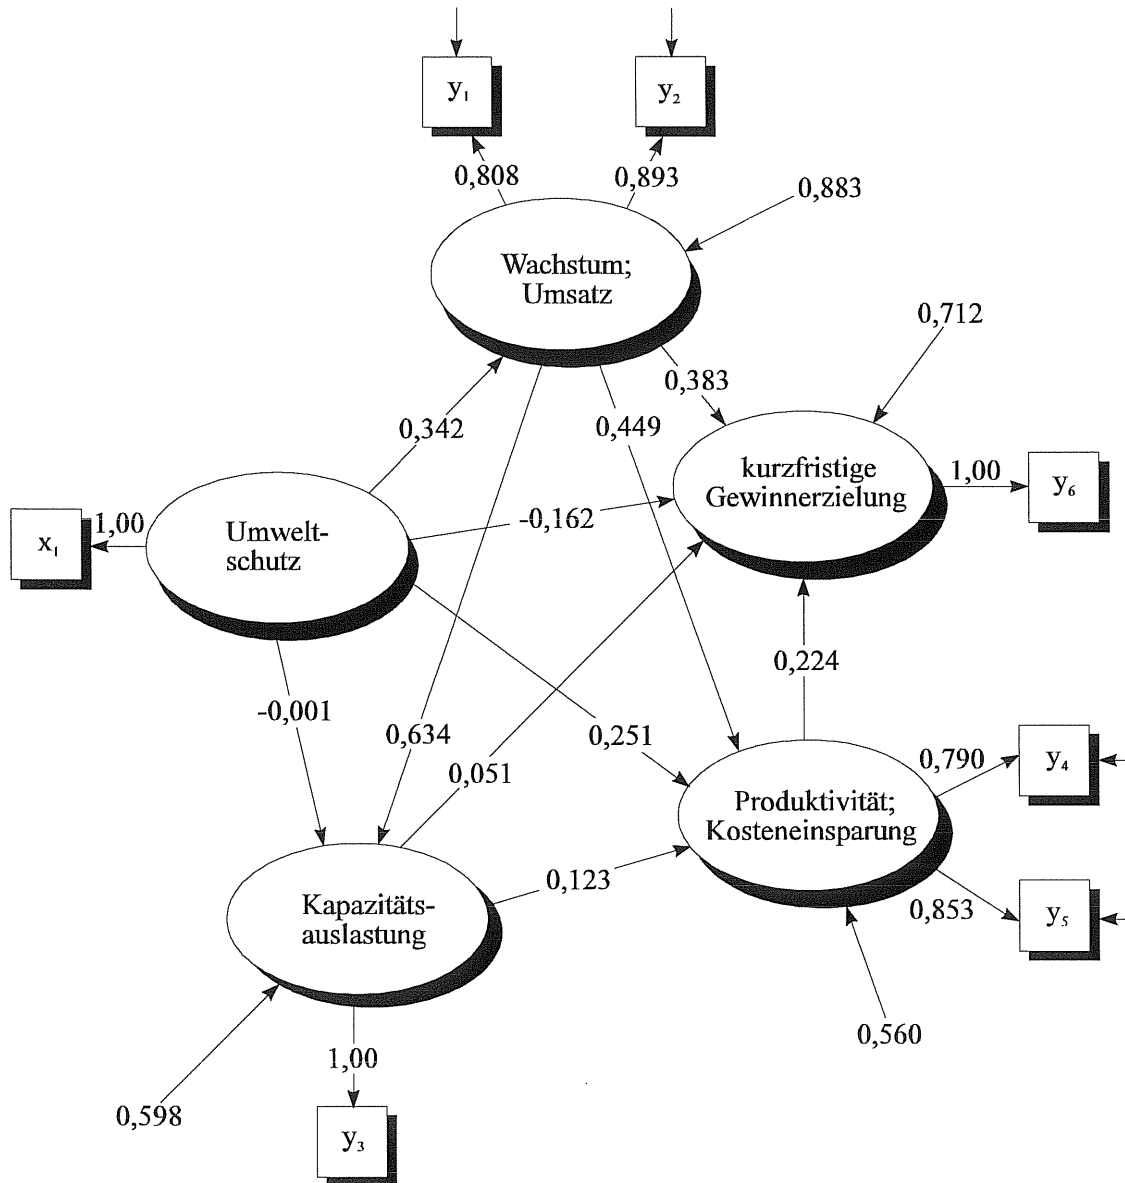 y₁
y₂
0,808
0,893
0,883
Wachstum;
Umsatz
0,712
0,383
0,342
0,449
kurzfristige
Gewinnerzielung
1,00
y₆
x₁
1,00
Umwelt-
schutz
-0,162
0,224
-0,001
0,634
0,251
0,051
0,790
y₄
Produktivität;
Kosteneinsparung
0,123
0,853
y₅
Kapazitäts-
auslastung
0,560
1,00
0,598
y₃